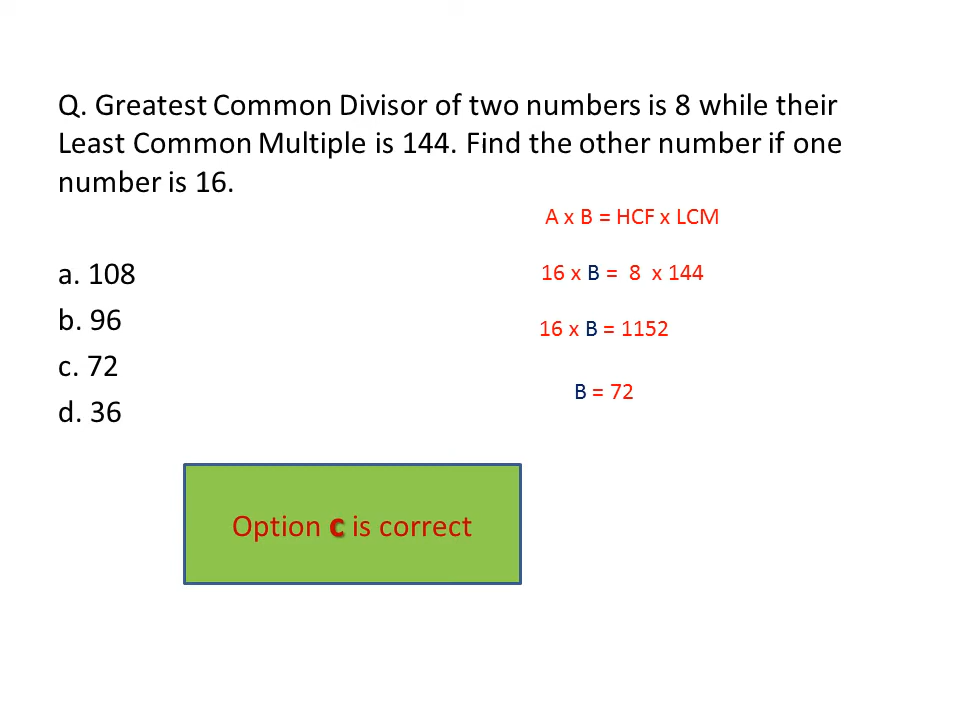 Q. Greatest Common Divisor of two numbers is 8 while their
Least Common Multiple is 144. Find the other number if one
number is 16.
A x B = HCF x LCM
a. 108
16 x B = 8 x 144
b. 96
16 x B = 1152
c. 72
B = 72
d. 36
Option c is correct